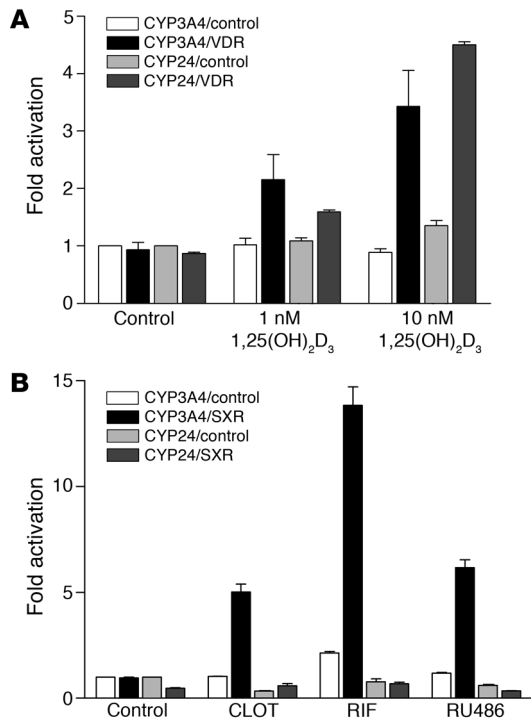 A
CYP3A4/control
CYP3A4/VDR
CYP24/control
CYP24/VDR
Fold activation
5
4
3
2
1
0
Control
1 nM
1,25(OH)₂D₃
10 nM
1,25(OH)₂D₃
B
CYP3A4/control
CYP3A4/SXR
CYP24/control
CYP24/SXR
Fold activation
15
10
5
0
Control
CLOT
RIF
RU486